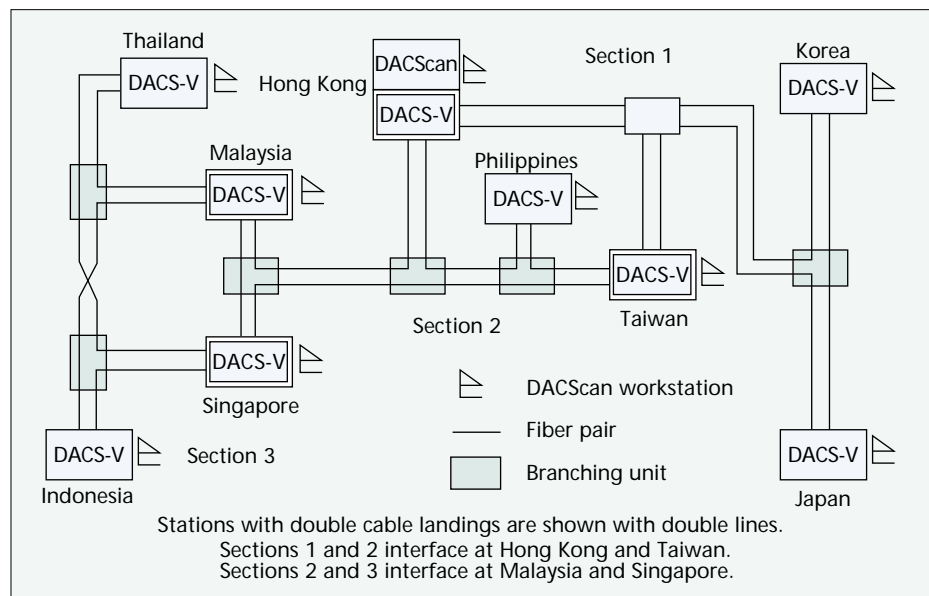 Thailand
DACS-V
Hong Kong
DACScan
DACS-V
Section 1
Korea
DACS-V
Malaysia
DACS-V
Philippines
DACS-V
DACS-V
Taiwan
Section 2
DACS-V
Singapore
DACS-V
Indonesia
Section 3
DACScan workstation
Fiber pair
Branching unit
DACS-V
Japan
Stations with double cable landings are shown with double lines.
Sections 1 and 2 interface at Hong Kong and Taiwan.
Sections 2 and 3 interface at Malaysia and Singapore.